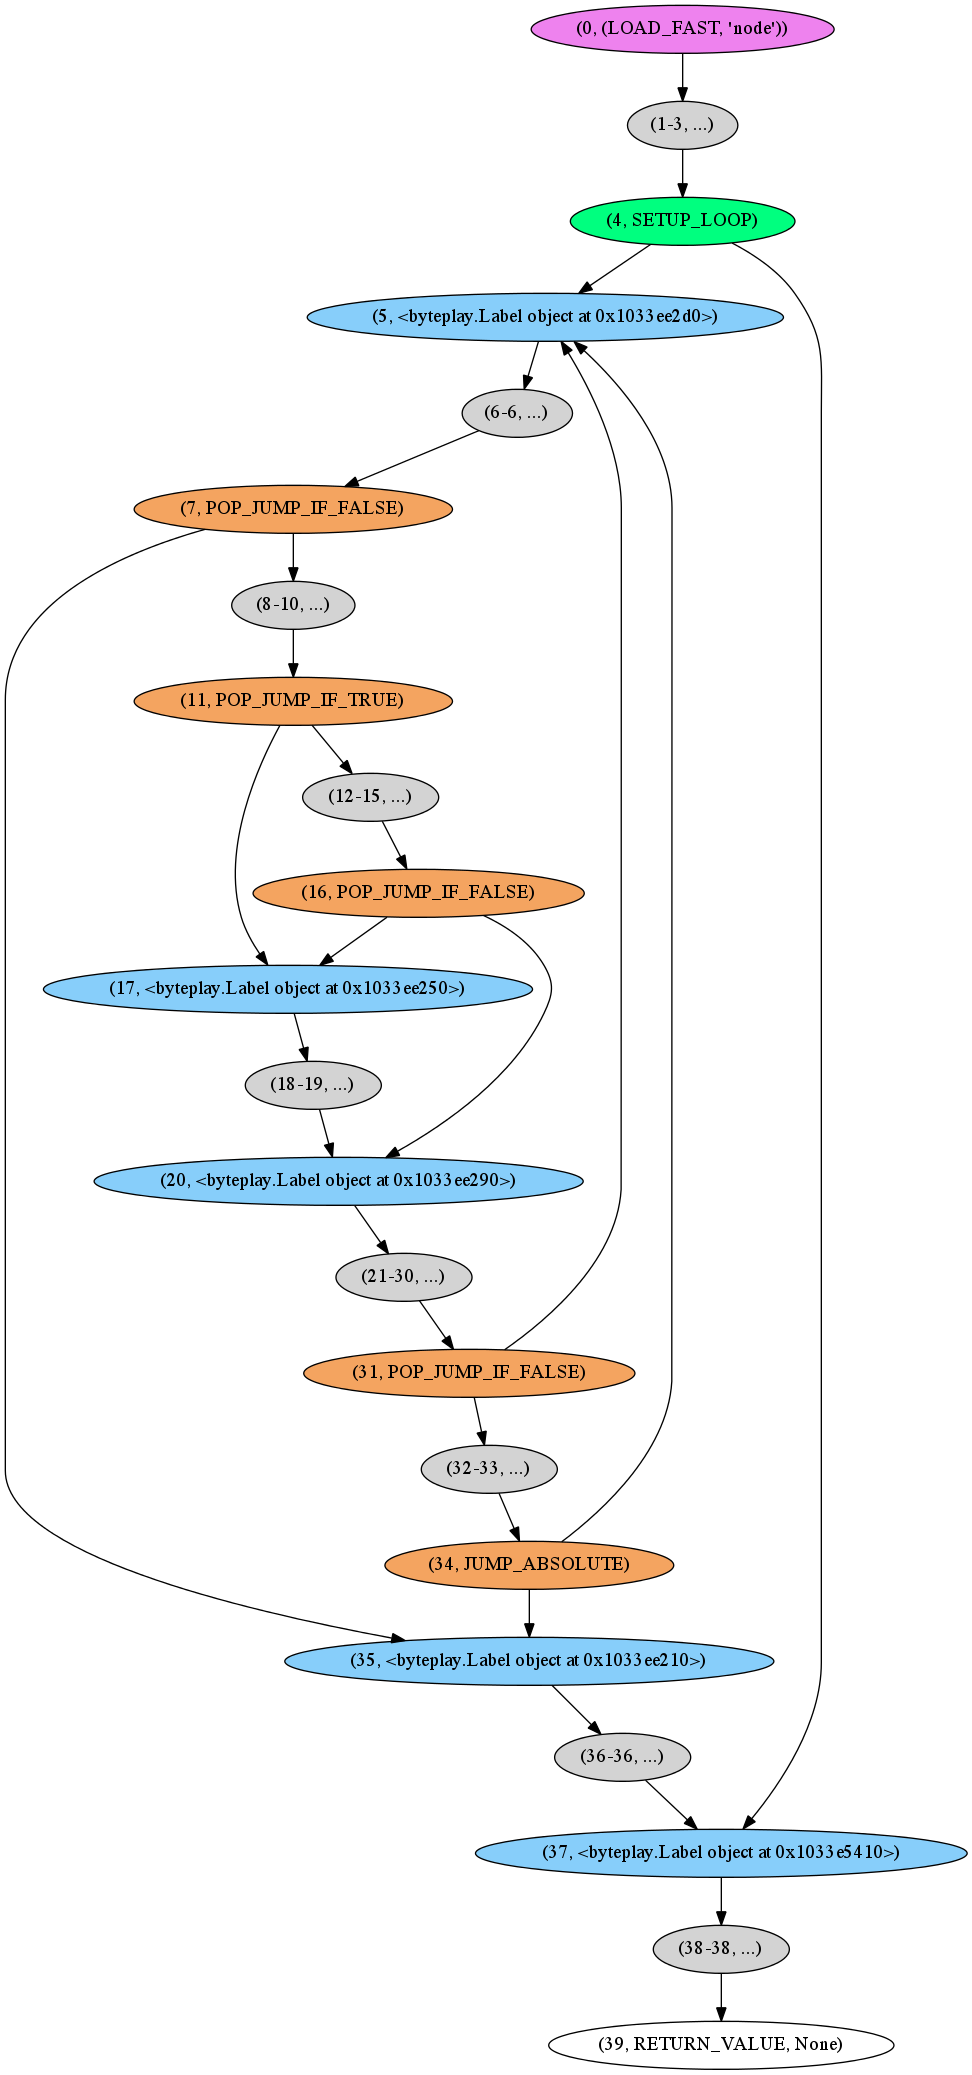 (0, (LOAD_FAST, 'node'))
(1-3, ...)
(4, SETUP_LOOP)
(5, <byteplay.Label object at 0x1033ee2d0>)
(6-6, ...)
(7, POP_JUMP_IF_FALSE)
(8-10, ...)
(11, POP_JUMP_IF_TRUE)
(12-15, ...)
(16, POP_JUMP_IF_FALSE)
(17, <byteplay.Label object at 0x1033ee250>)
(18-19, ...)
(20, <byteplay.Label object at 0x1033ee290>)
(21-30, ...)
(31, POP_JUMP_IF_FALSE)
(32-33, ...)
(34, JUMP_ABSOLUTE)
(35, <byteplay.Label object at 0x1033ee210>)
(36-36, ...)
(37, <byteplay.Label object at 0x1033e5410>)
(38-38, ...)
(39, RETURN_VALUE, None)